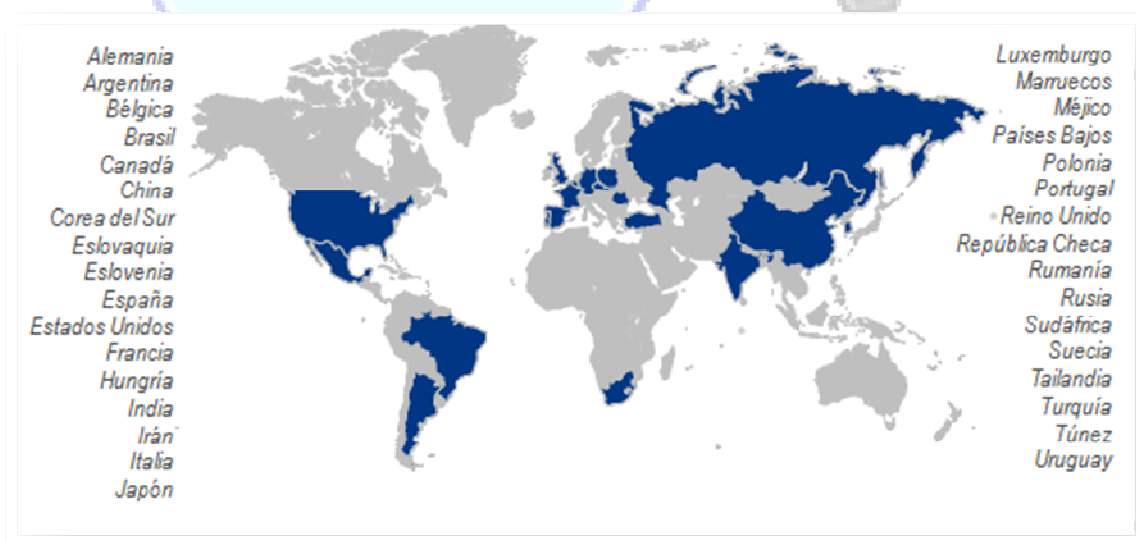 Alemania
Argentina
Bélgica
Brasil
Canadá
China
Corea del Sur
Eslovaquia
Eslovenia
España
Estados Unidos
Francia
Hungría
India
Irán
Italia
Japón
Luxemburgo
Marruecos
Méjico
Países Bajos
Polonia
Portugal
Reino Unido
República Checa
Rumanía
Rusia
Sudáfrica
Suecia
Tailandia
Turquía
Túnez
Uruguay